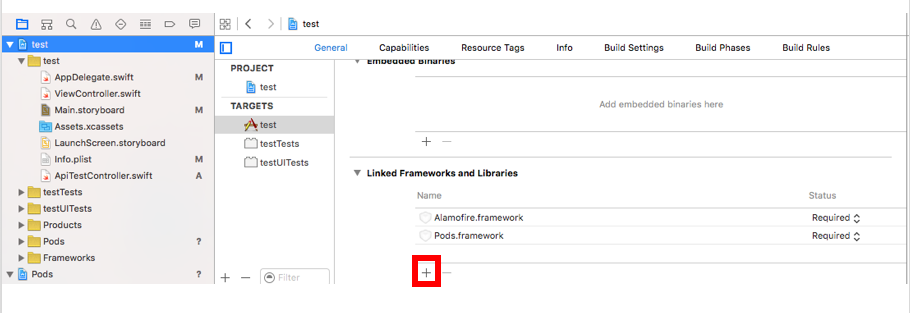 test
General Capabilities Resource Tags Info Build Settings Build Phases Build Rules
test M
test
AppDelegate.swift M
ViewController.swift
Main.storyboard M
Assets.xcassets
LaunchScreen.storyboard
Info.plist M
ApiTestController.swift A
testTests
testUITests
Products
Pods ?
Frameworks
Pods ?
PROJECT
test
TARGETS
test
testTests
testUITests
+ − Filter
Embedded Binaries
Add embedded binaries here
+ −
Linked Frameworks and Libraries
Name Status
Alamofire.framework Required
Pods.framework Required
+ −